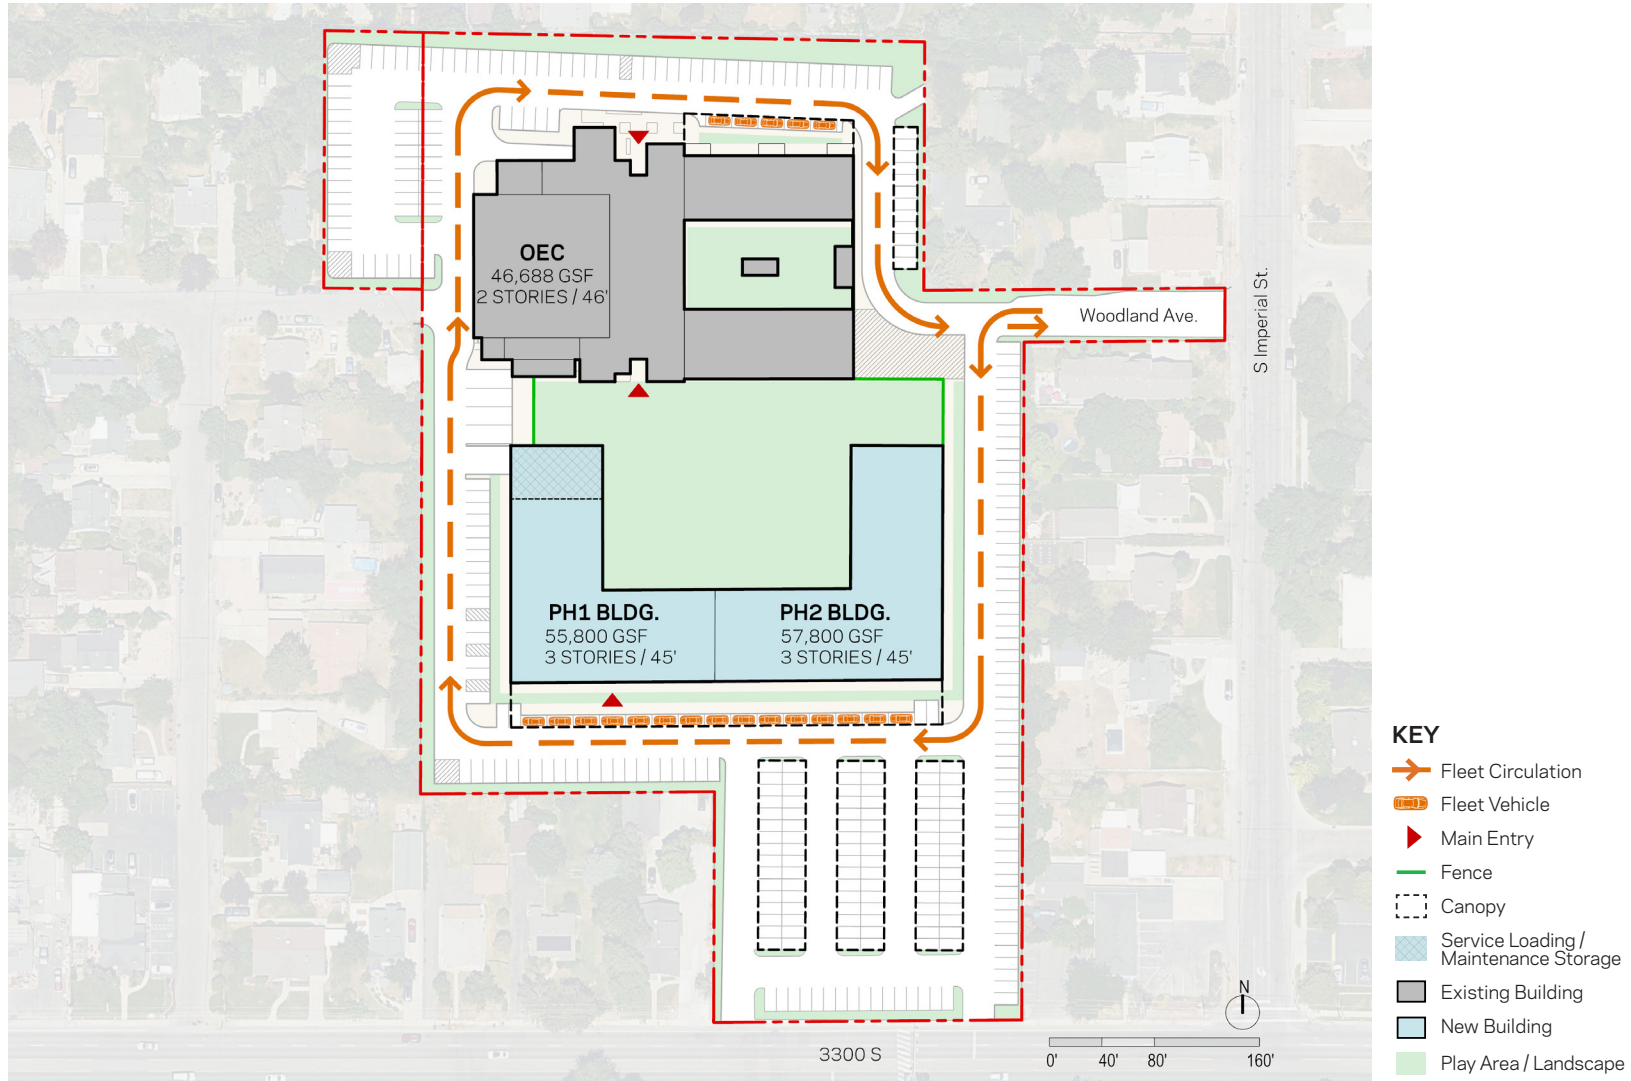 OEC
46,688 GSF
2 STORIES / 46'
Woodland Ave.
S Imperial St.
PH1 BLDG.
55,800 GSF
3 STORIES / 45'
PH2 BLDG.
57,800 GSF
3 STORIES / 45'
KEY
Fleet Circulation
Fleet Vehicle
Main Entry
Fence
Canopy
Service Loading /
Maintenance Storage
Existing Building
New Building
Play Area / Landscape
N
3300 S
0' 40' 80' 160'